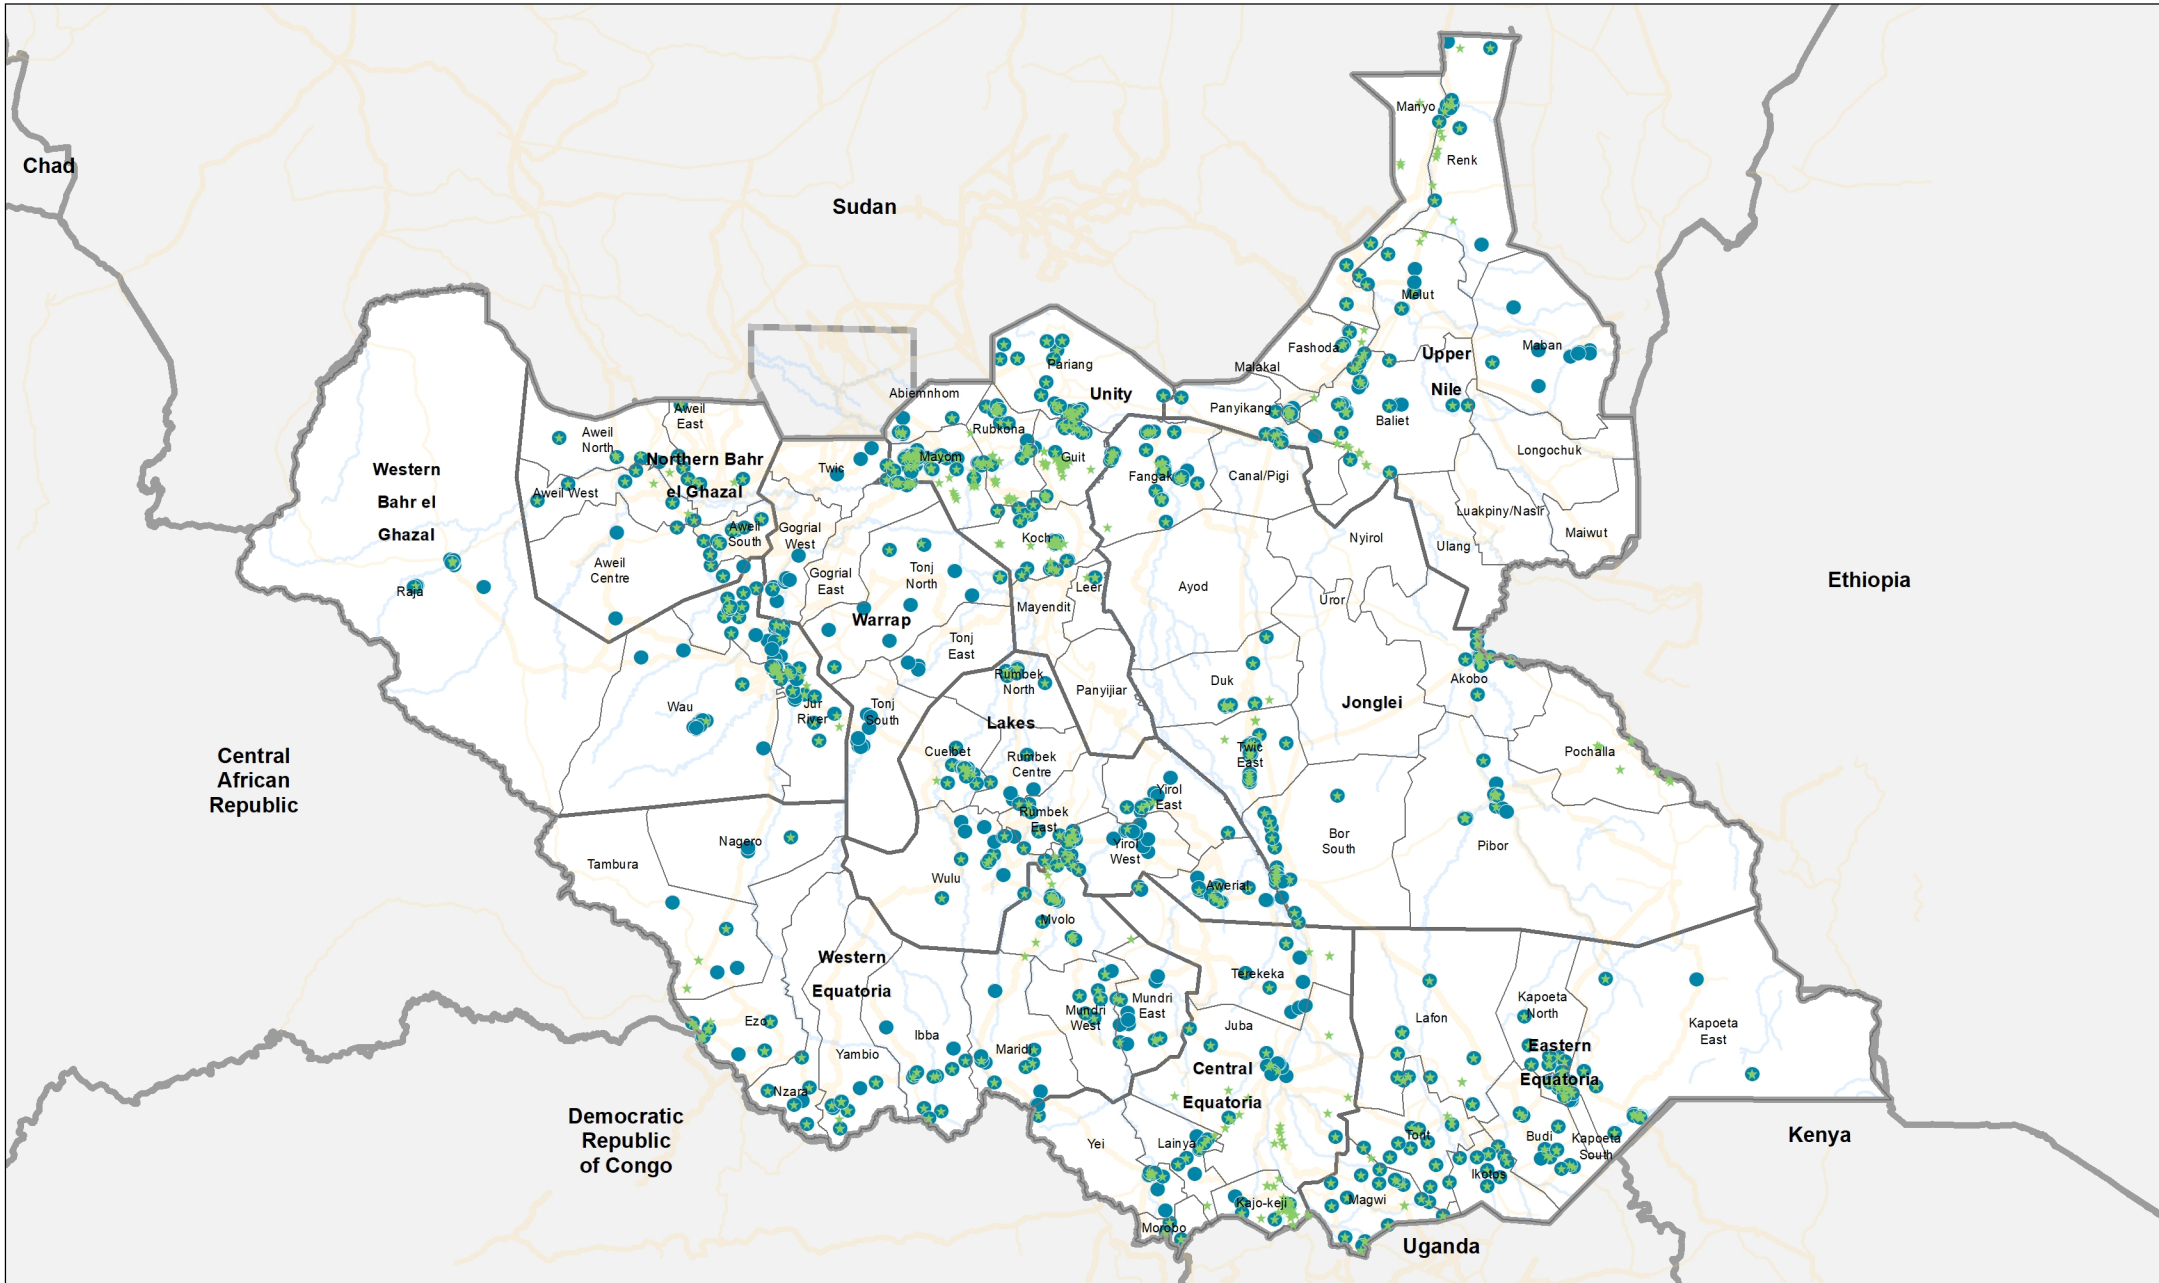 Chad
Sudan
Manyo
Renk
Melut
Fashoda
Upper
Nile
Maban
Malakal
Pariang
Unity
Abiemnhom
Panyikang
Baliet
Aweil
East
Aweil
North
Rubkona
Northern Bahr
el Ghazal
Western
Bahr el
Ghazal
Twic
Mayom
Guit
Fangak
Canal/Pigi
Longochuk
Aweil West
Luakpiny/Nasir
Maiwut
Aweil
South
Gogrial
West
Koch
Nyirol
Ulang
Aweil
Centre
Gogrial
East
Tonj
North
Leer
Ayod
Ethiopia
Raja
Mayendit
Uror
Warrap
Tonj
East
Rumbek
North
Panyijiar
Duk
Akobo
Wau
Jur
River
Tonj
South
Lakes
Jonglei
Central
African
Republic
Cueibet
Rumbek
Centre
Twic
East
Pochalla
Yirol
East
Rumbek
East
Nagero
Bor
South
Pibor
Yirol
West
Tambura
Wulu
Awerial
Mvolo
Western
Equatoria
Terekeka
Mundri
East
Mundri
West
Kapoeta
North
Ezo
Ibba
Juba
Lafon
Kapoeta
East
Yambio
Maridi
Central
Equatoria
Eastern
Equatoria
Nzara
Democratic
Republic
of Congo
Yei
Lainya
Torit
Budi
Kapoeta
South
Kenya
Ikotos
Kajo-keji
Magwi
Morobo
Uganda